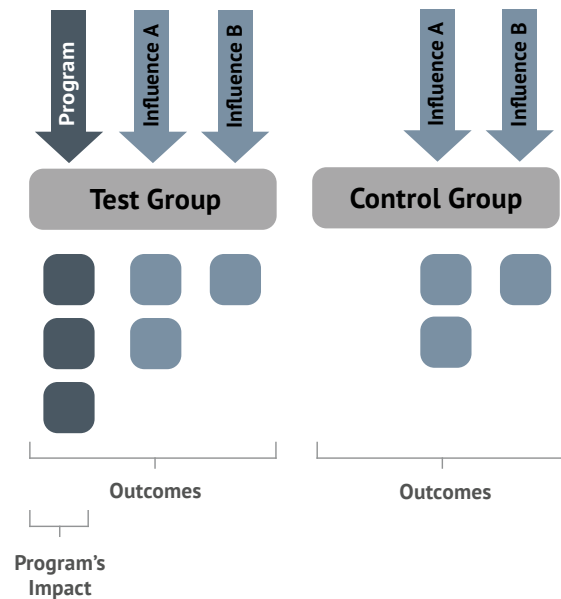 Program
Influence A
Influence B
Influence A
Influence B
Test Group
Control Group
Outcomes
Outcomes
Program's
Impact